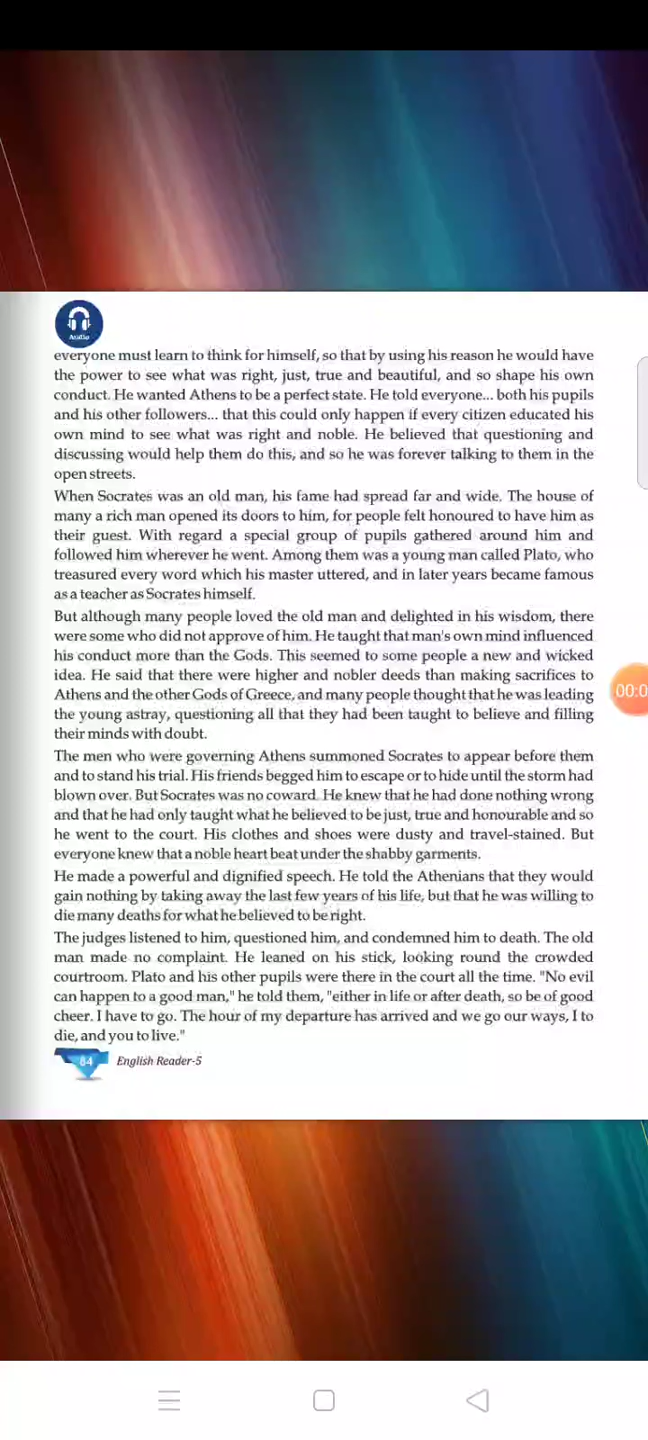 Audio
everyone must learn to think for himself, so that by using his reason he would have
the power to see what was right, just, true and beautiful, and so shape his own
conduct. He wanted Athens to be a perfect state. He told everyone... both his pupils
and his other followers... that this could only happen if every citizen educated his
own mind to see what was right and noble. He believed that questioning and
discussing would help them do this, and so he was forever talking to them in the
open streets.
When Socrates was an old man, his fame had spread far and wide. The house of
many a rich man opened its doors to him, for people felt honoured to have him as
their guest. With regard a special group of pupils gathered around him and
followed him wherever he went. Among them was a young man called Plato, who
treasured every word which his master uttered, and in later years became famous
as a teacher as Socrates himself.
But although many people loved the old man and delighted in his wisdom, there
were some who did not approve of him. He taught that man's own mind influenced
his conduct more than the Gods. This seemed to some people a new and wicked
idea. He said that there were higher and nobler deeds than making sacrifices to
Athens and the other Gods of Greece, and many people thought that he was leading
the young astray, questioning all that they had been taught to believe and filling
their minds with doubt.
The men who were governing Athens summoned Socrates to appear before them
and to stand his trial. His friends begged him to escape or to hide until the storm had
blown over. But Socrates was no coward. He knew that he had done nothing wrong
and that he had only taught what he believed to be just, true and honourable and so
he went to the court. His clothes and shoes were dusty and travel-stained. But
everyone knew that a noble heart beat under the shabby garments.
He made a powerful and dignified speech. He told the Athenians that they would
gain nothing by taking away the last few years of his life, but that he was willing to
die many deaths for what he believed to be right.
The judges listened to him, questioned him, and condemned him to death. The old
man made no complaint. He leaned on his stick, looking round the crowded
courtroom. Plato and his other pupils were there in the court all the time. "No evil
can happen to a good man," he told them, "either in life or after death, so be of good
cheer. I have to go. The hour of my departure has arrived and we go our ways, I to
die, and you to live."
84 English Reader-5
00:0